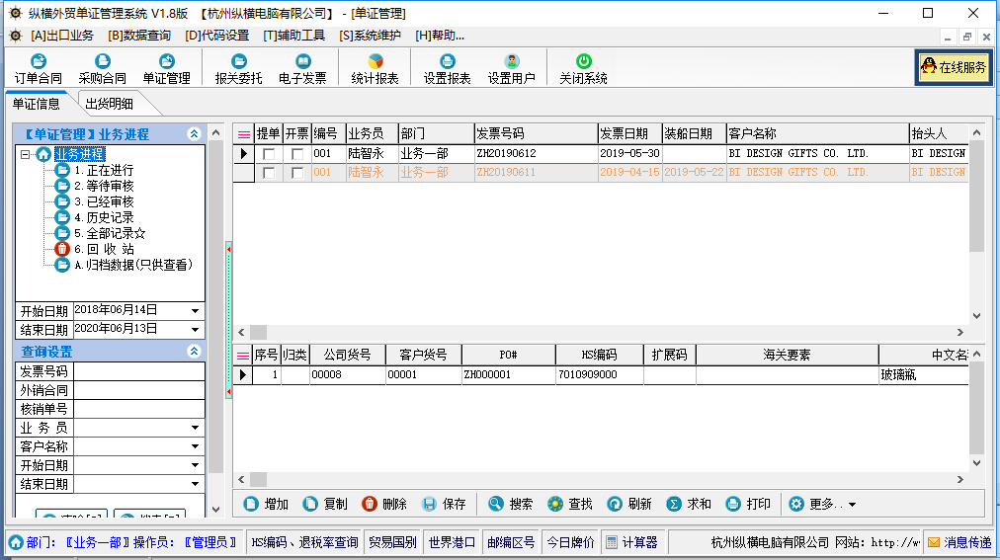 纵横外贸单证管理系统 V1.8版 【杭州纵横电脑有限公司】 - [单证管理]
[A]出口业务 [B]数据查询 [D]代码设置 [T]辅助工具 [S]系统维护 [H]帮助...
订单合同 采购合同 单证管理 报关委托 电子发票 统计报表 设置报表 设置用户 关闭系统 在线服务
单证信息 出货明细
【单证管理】业务进程
业务进程
1.正在进行
2.等待审核
3.已经审核
4.历史记录
5.全部记录☆
6.回 收 站
A.归档数据(只供查看)
开始日期 2018年06月14日
结束日期 2020年06月13日
查询设置
发票号码
外销合同
核销单号
业 务 员
客户名称
开始日期
结束日期
提单 开票 编号 业务员 部门 发票号码 发票日期 装船日期 客户名称 抬头人
001 陆智永 业务一部 ZH20190612 2019-05-30 BI DESIGN GIFTS CO. LTD. BI DESIGN
001 陆智永 业务一部 ZH20190611 2019-04-15 2019-05-22 BI DESIGN GIFTS CO. LTD. BI DESIGN
序号 归类 公司货号 客户货号 PO# HS编码 扩展码 海关要素 中文名
1 00008 00001 ZH000001 7010909000 玻璃瓶
增加 复制 删除 保存 搜索 查找 刷新 求和 打印 更多..
部门:【业务一部】操作员:【管理员】 HS编码、退税率查询 贸易国别 世界港口 邮编区号 今日牌价 计算器 杭州纵横电脑有限公司 网站: http://w 消息传递